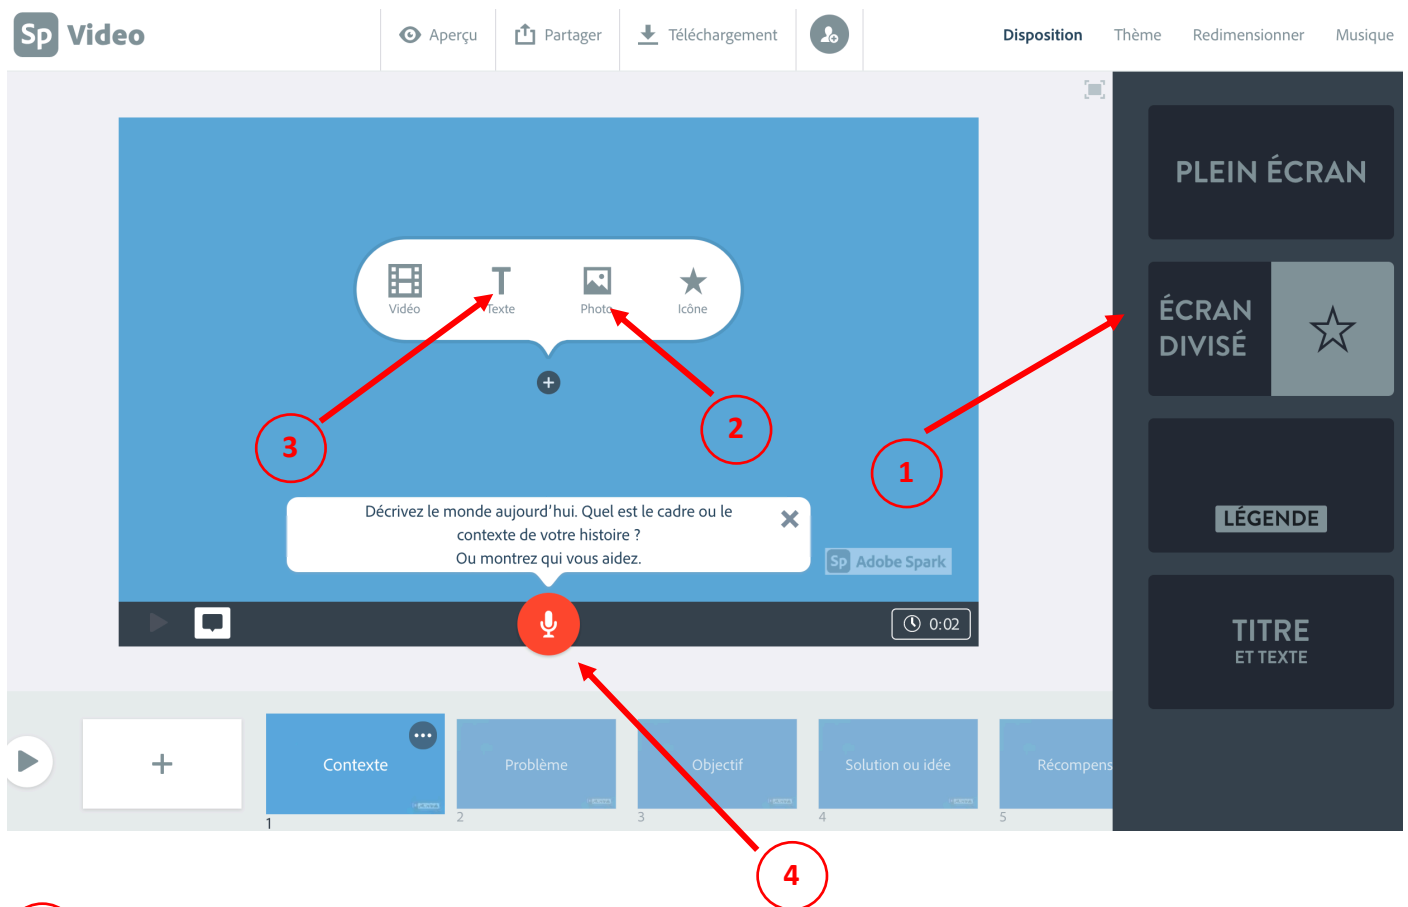 Sp Video
Aperçu
Partager
Téléchargement
Disposition
Thème
Redimensionner
Musique
PLEIN ÉCRAN
Vidéo
Texte
Photo
Icône
ÉCRAN
DIVISÉ
3
2
1
Décrivez le monde aujourd'hui. Quel est le cadre ou le
contexte de votre histoire ?
Ou montrez qui vous aidez.
LÉGENDE
Sp Adobe Spark
0:02
TITRE
ET TEXTE
Contexte
Problème
Objectif
Solution ou idée
Récompens
1
2
3
4
5
4